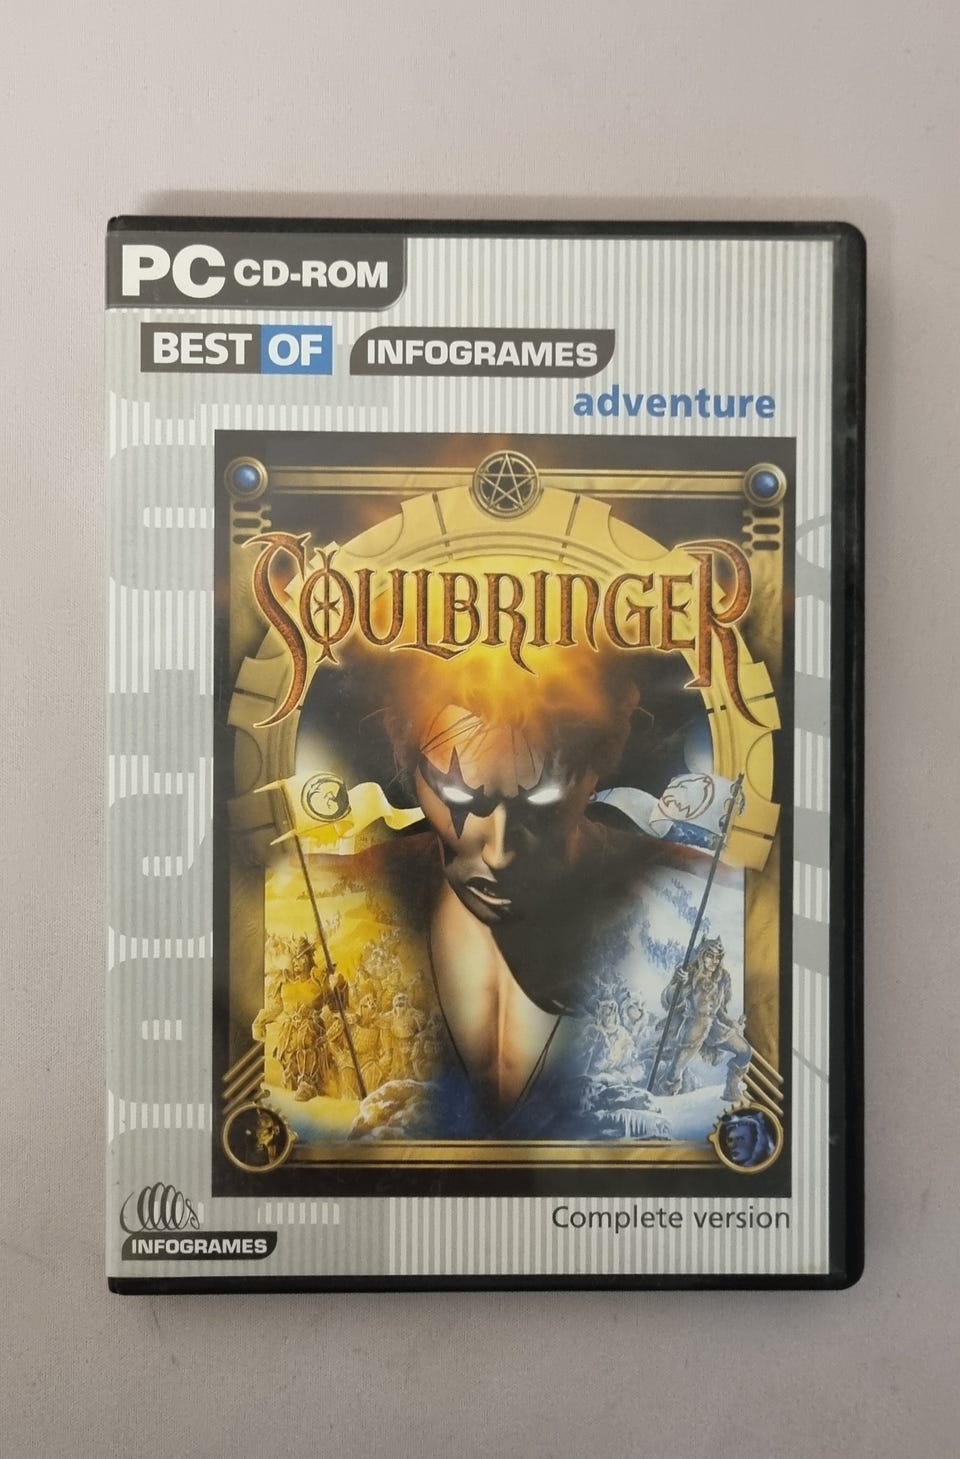 PC CD-ROM
BEST OF INFOGRAMES
adventure
SOULBRINGER
Complete version
INFOGRAMES